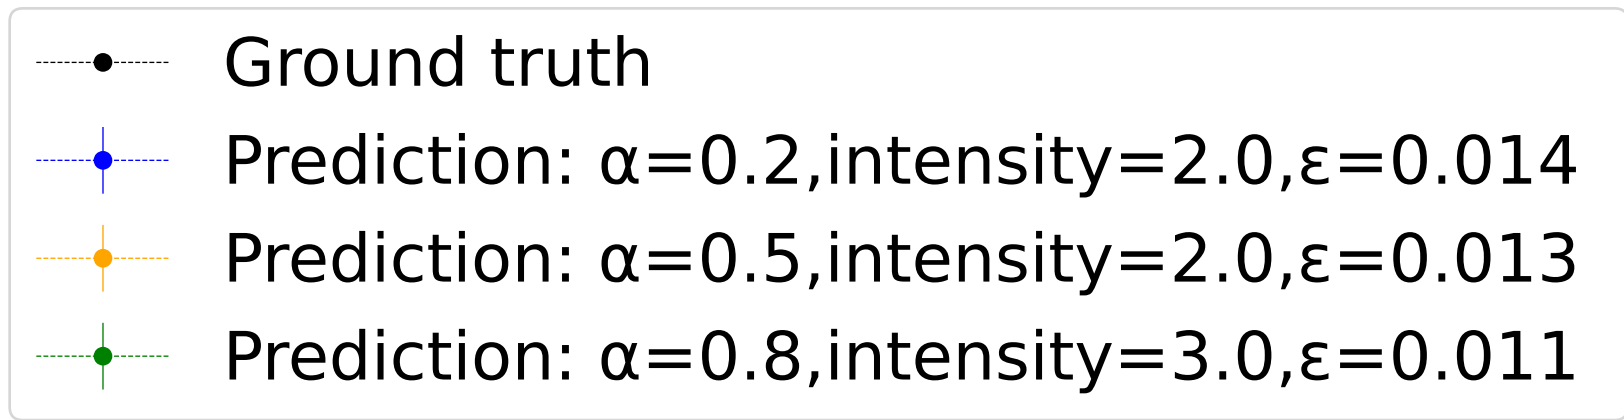 Ground truth
Prediction: α=0.2,intensity=2.0,ε=0.014
Prediction: α=0.5,intensity=2.0,ε=0.013
Prediction: α=0.8,intensity=3.0,ε=0.011